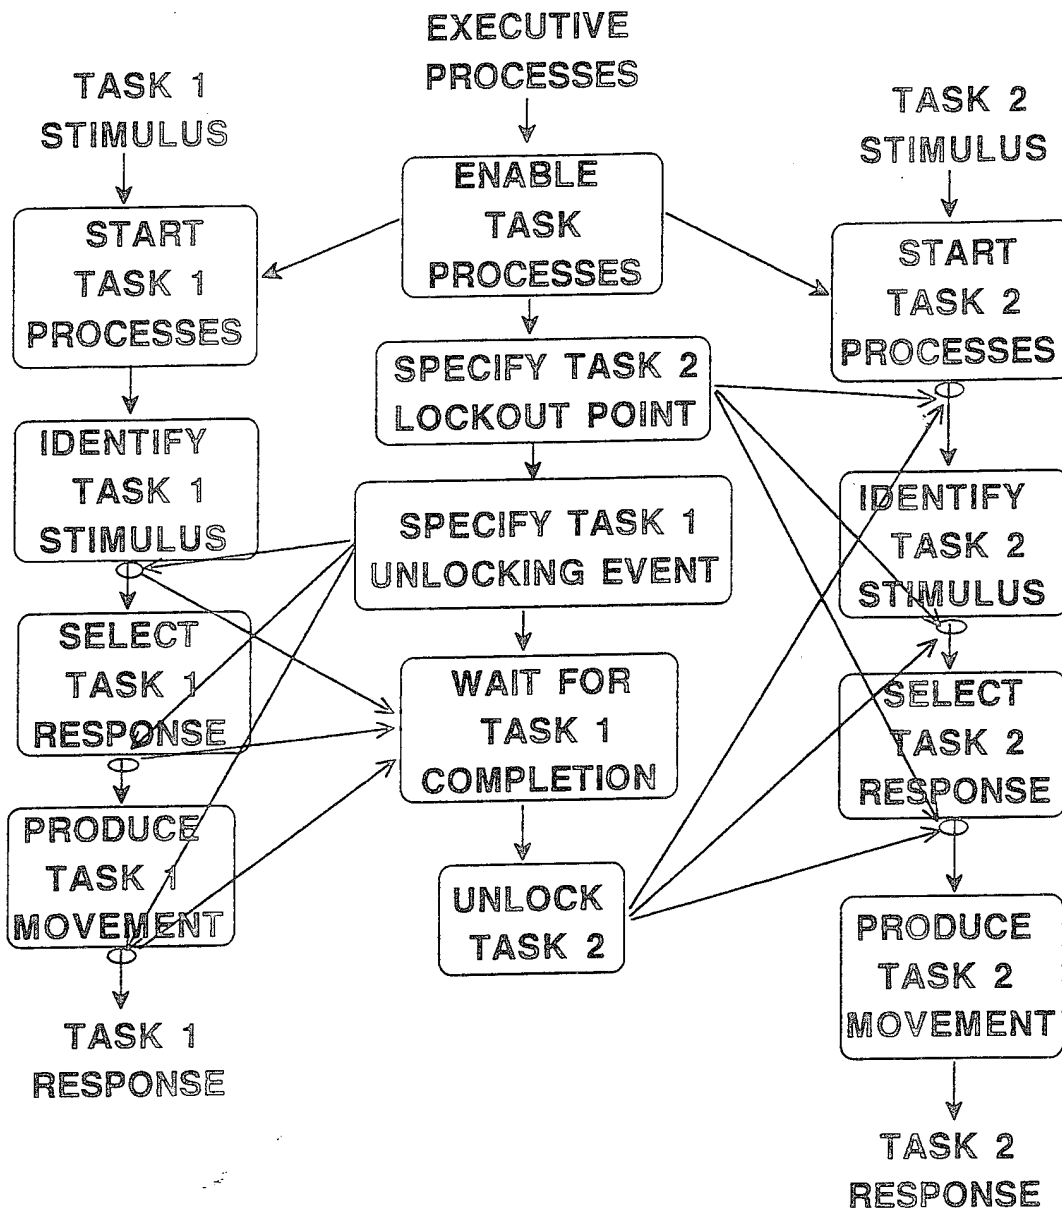 EXECUTIVE
PROCESSES
TASK 1
STIMULUS
TASK 2
STIMULUS
ENABLE
TASK
PROCESSES
START
TASK 1
PROCESSES
START
TASK 2
PROCESSES
SPECIFY TASK 2
LOCKOUT POINT
IDENTIFY
TASK 1
STIMULUS
SPECIFY TASK 1
UNLOCKING EVENT
IDENTIFY
TASK 2
STIMULUS
SELECT
TASK 1
RESPONSE
WAIT FOR
TASK 1
COMPLETION
SELECT
TASK 2
RESPONSE
PRODUCE
TASK 1
MOVEMENT
UNLOCK
TASK 2
PRODUCE
TASK 2
MOVEMENT
TASK 1
RESPONSE
TASK 2
RESPONSE